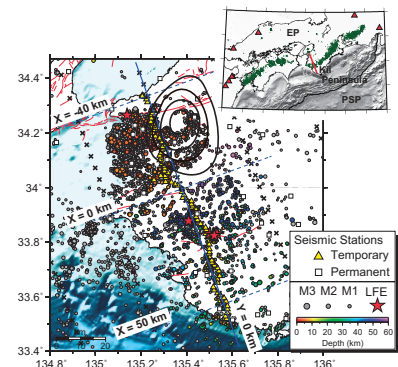 EP
Kii
Peninsula
PSP
34.4˚
34.2˚
34˚
33.8˚
33.6˚
33.4˚
X = -40 km
X = 0 km
X = 50 km
Y = 0 km
20
134.8˚ 135˚ 135.2˚ 135.4˚ 135.6˚ 135.8˚ 136˚
Seismic Stations
Temporary
Permanent
M3 M2 M1 LFE
0 10 20 30 40 50 60
Depth (km)